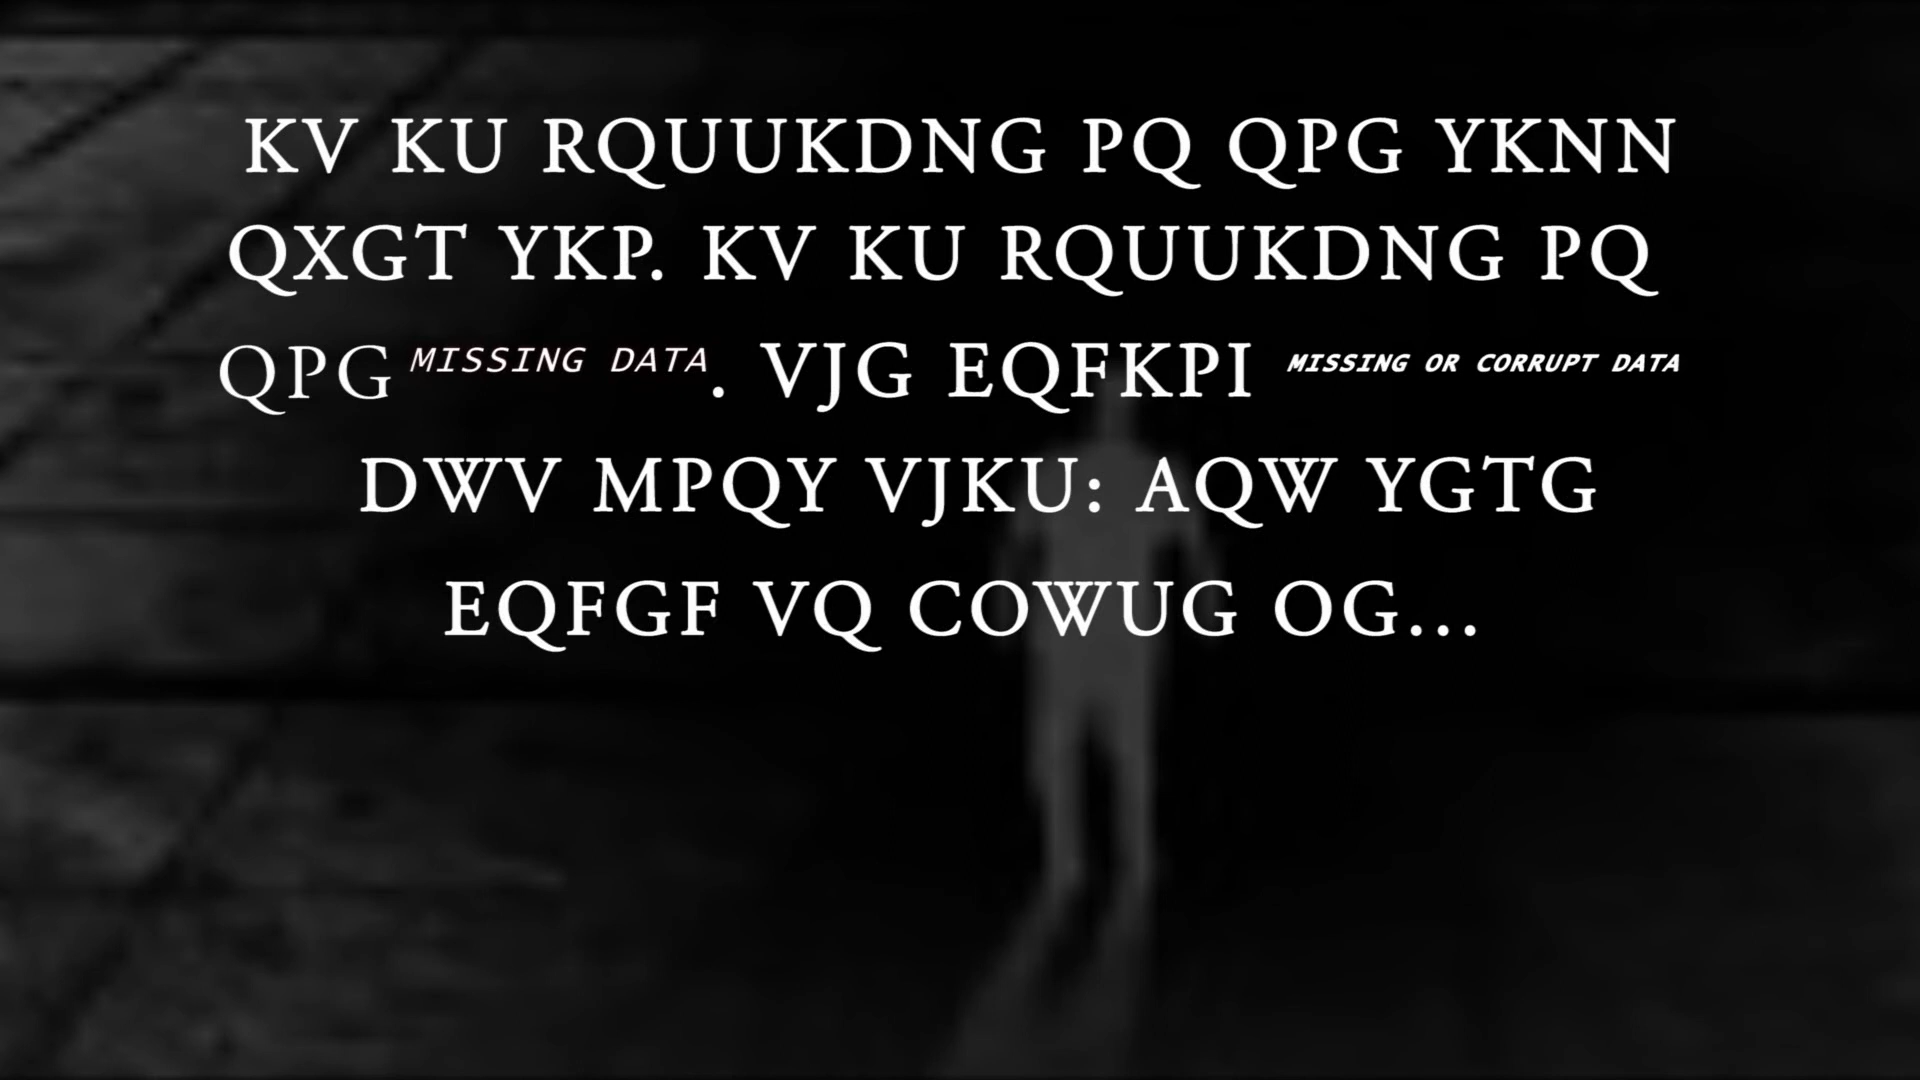 KV KU RQUUKDNG PQ QPG YKNN
QXGT YKP. KV KU RQUUKDNG PQ
QPG MISSING DATA. VJG EQFKPI MISSING OR CORRUPT DATA
DWV MPQY VJKU: AQW YGTG
EQFGF VQ COWUG OG...